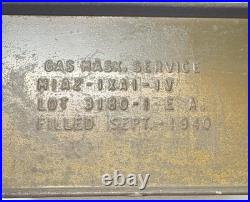 GAS MASK, SERVICE
M1A2-1XA1-1V
LOT 3180-1-E A.
FILLED SEPT.-1940